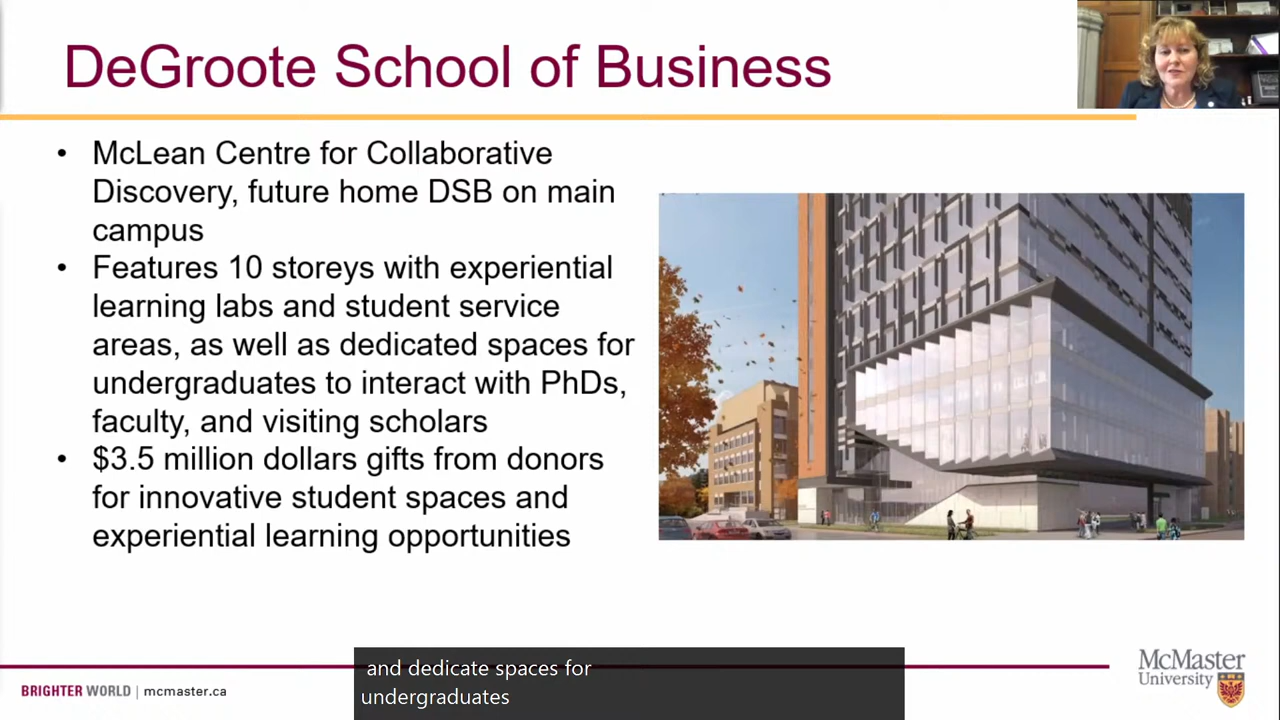 DeGroote School of Business
• McLean Centre for Collaborative
Discovery, future home DSB on main
campus
• Features 10 storeys with experiential
learning labs and student service
areas, as well as dedicated spaces for
undergraduates to interact with PhDs,
faculty, and visiting scholars
• $3.5 million dollars gifts from donors
for innovative student spaces and
experiential learning opportunities
and dedicate spaces for
undergraduates
BRIGHTER WORLD | mcmaster.ca
McMaster
University